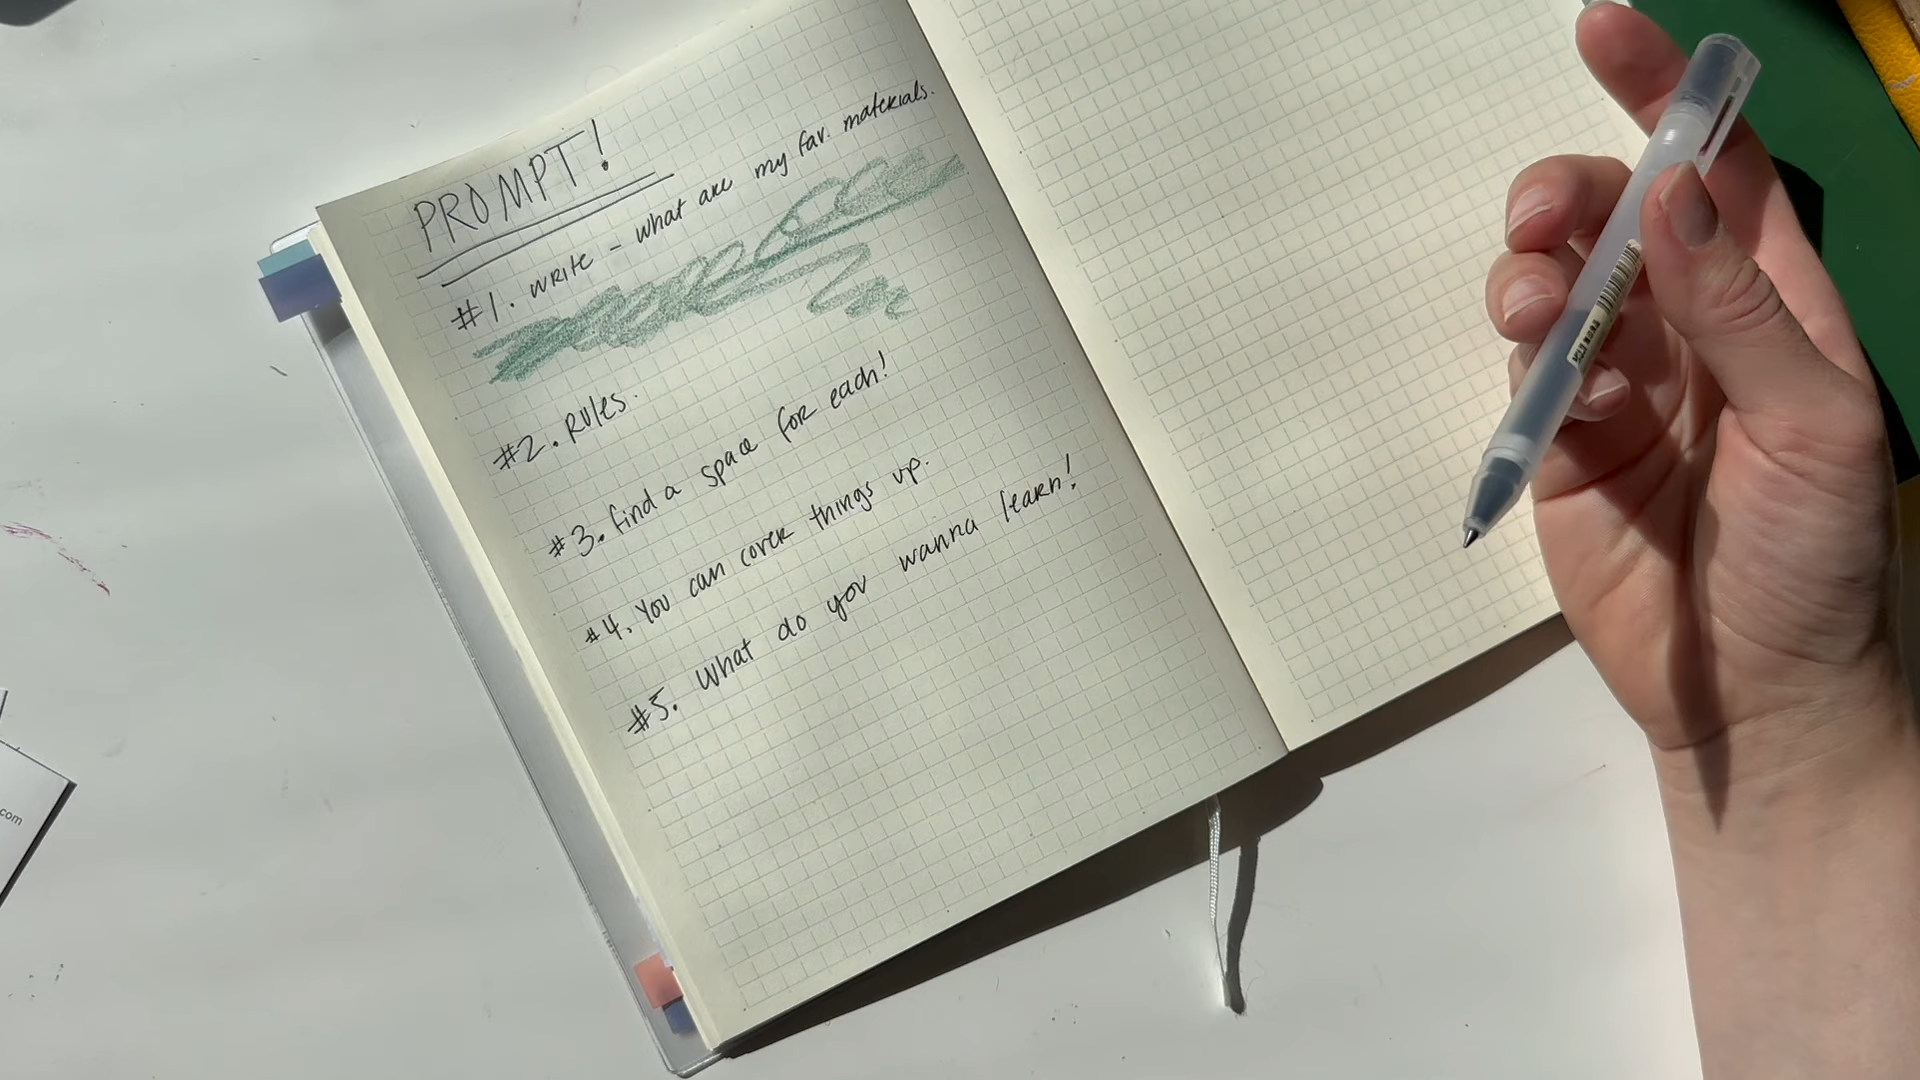 PROMPT!
#1. write - what are my fav. materials.
#2. Rules.
#3. find a space for each!
#4. You can cover things up.
#5. What do you wanna learn!
.com